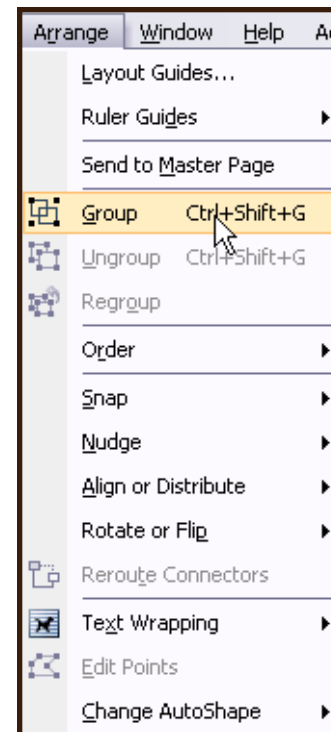 Arrange Window Help A
Layout Guides...
Ruler Guides
Send to Master Page
Group Ctrl+Shift+G
Ungroup Ctrl+Shift+G
Regroup
Order
Snap
Nudge
Align or Distribute
Rotate or Flip
Reroute Connectors
Text Wrapping
Edit Points
Change AutoShape